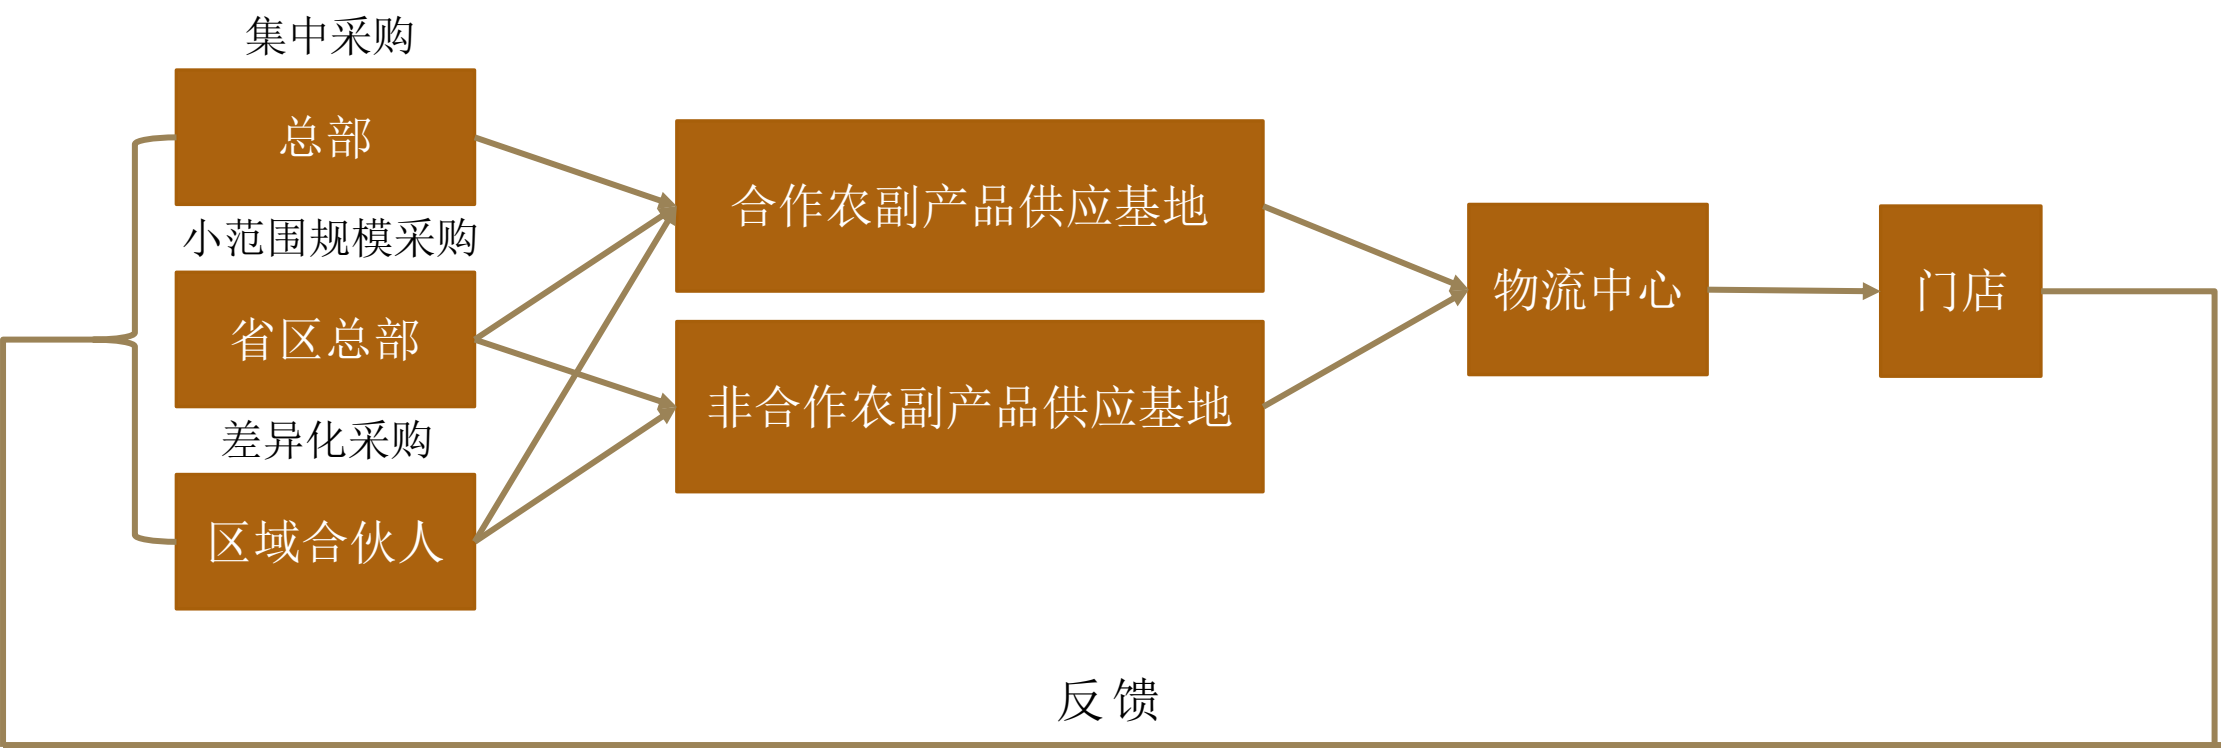 集中采购
总部
小范围规模采购
省区总部
差异化采购
区域合伙人
合作农副产品供应基地
非合作农副产品供应基地
物流中心
门店
反馈